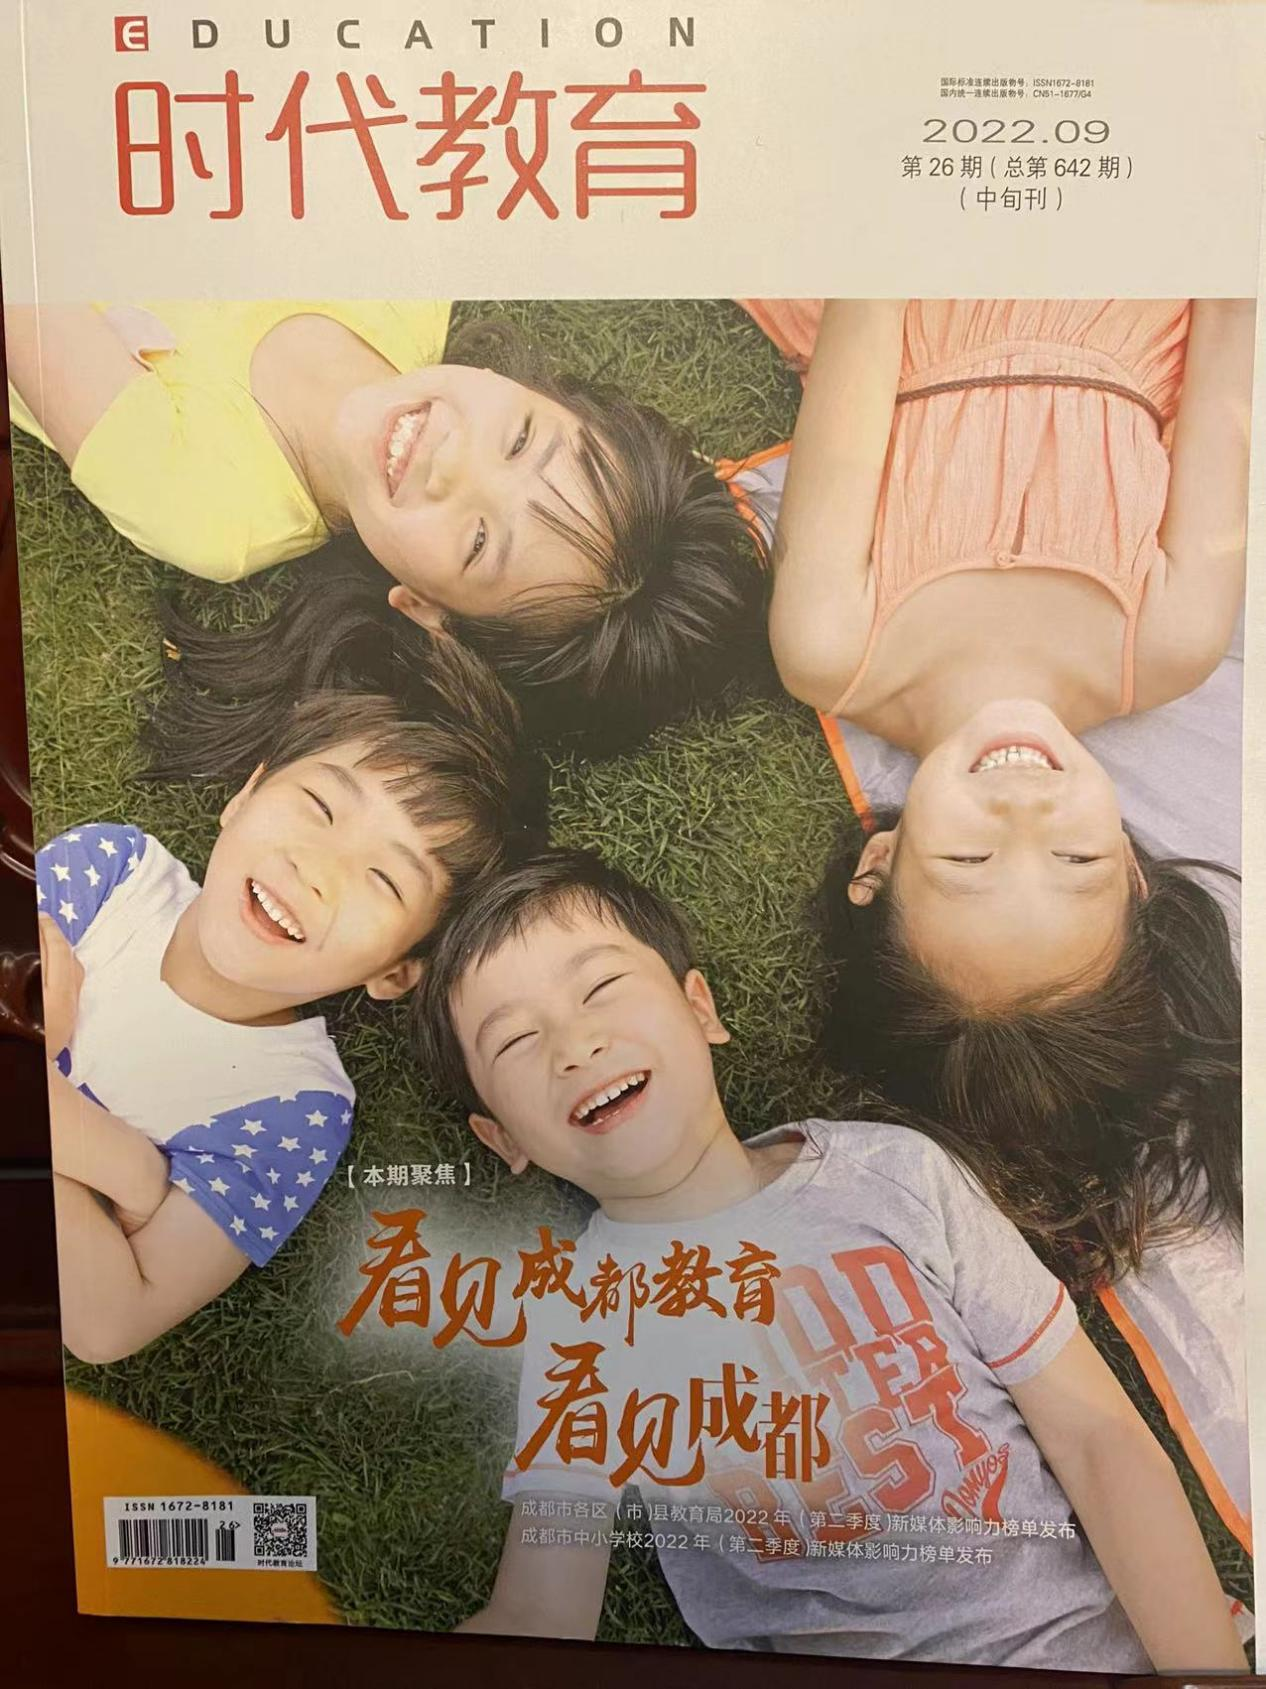 EDUCATION
时代教育
国际标准连续出版物号：ISSN1672-8181
国内统一连续出版物号：CN51-1677/G4
2022.09
第26期(总第642期)
(中旬刊)
【本期聚焦】
看见成都教育
看见成都
成都市各区(市)县教育局2022年(第二季度)新媒体影响力榜单发布
成都市中小学校2022年(第二季度)新媒体影响力榜单发布
BEST
ISSN 1672-8181
26>
9 771672 818224
时代教育论坛